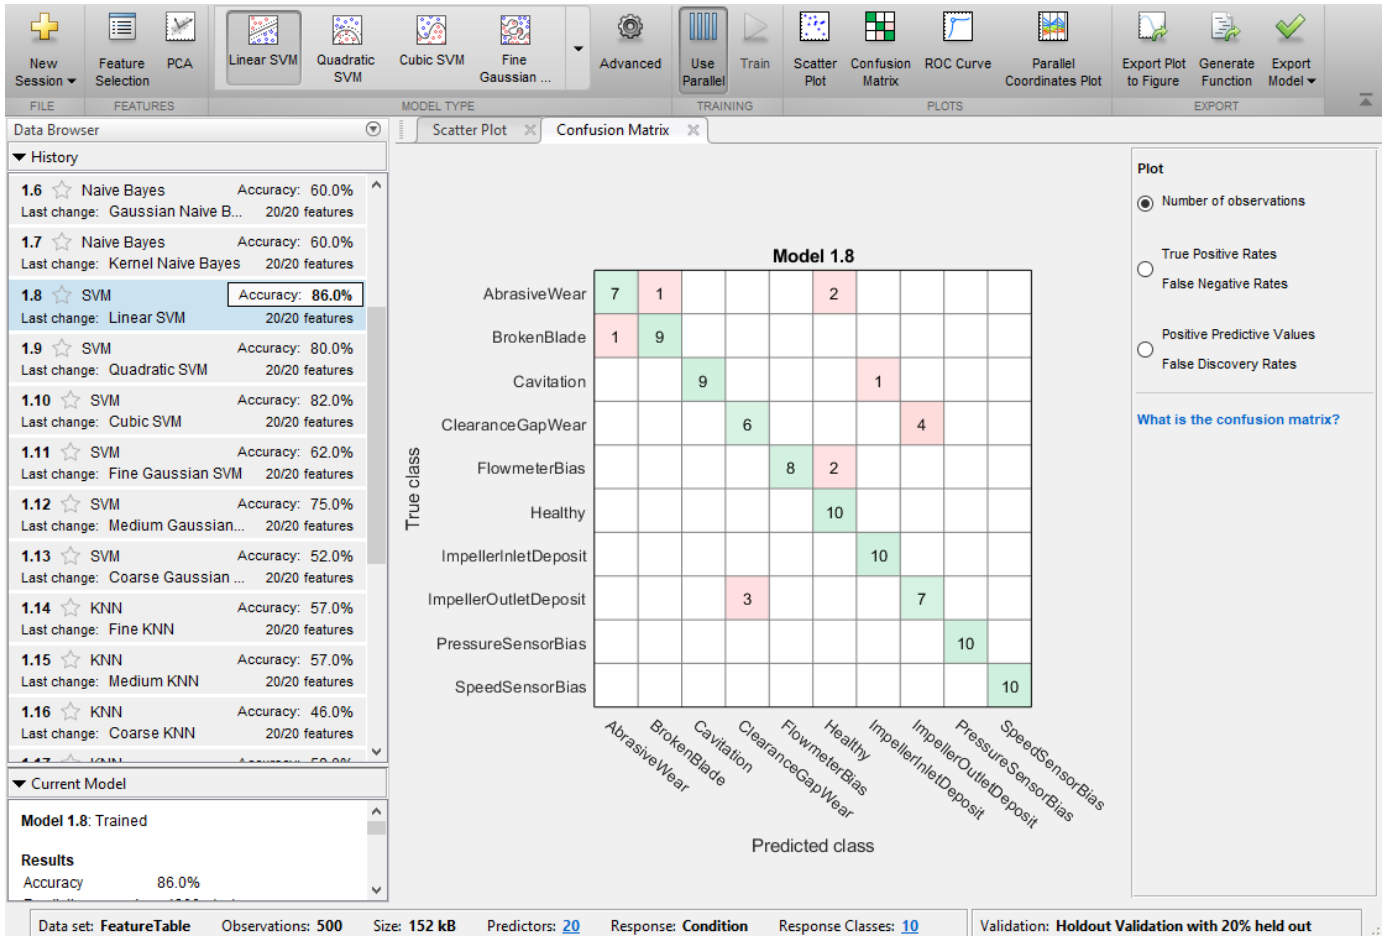 New Session
Feature Selection
PCA
Linear SVM
Quadratic SVM
Cubic SVM
Fine Gaussian ...
Advanced
Use Parallel
Train
Scatter Plot
Confusion Matrix
ROC Curve
Parallel Coordinates Plot
Export Plot to Figure
Generate Function
Export Model
FILE FEATURES MODEL TYPE TRAINING PLOTS EXPORT
Data Browser
Scatter Plot Confusion Matrix
History
1.6 Naive Bayes Accuracy: 60.0%
Last change: Gaussian Naive B... 20/20 features
1.7 Naive Bayes Accuracy: 60.0%
Last change: Kernel Naive Bayes 20/20 features
1.8 SVM Accuracy: 86.0%
Last change: Linear SVM 20/20 features
1.9 SVM Accuracy: 80.0%
Last change: Quadratic SVM 20/20 features
1.10 SVM Accuracy: 82.0%
Last change: Cubic SVM 20/20 features
1.11 SVM Accuracy: 62.0%
Last change: Fine Gaussian SVM 20/20 features
1.12 SVM Accuracy: 75.0%
Last change: Medium Gaussian... 20/20 features
1.13 SVM Accuracy: 52.0%
Last change: Coarse Gaussian ... 20/20 features
1.14 KNN Accuracy: 57.0%
Last change: Fine KNN 20/20 features
1.15 KNN Accuracy: 57.0%
Last change: Medium KNN 20/20 features
1.16 KNN Accuracy: 46.0%
Last change: Coarse KNN 20/20 features
Current Model
Model 1.8: Trained
Results
Accuracy 86.0%
Model 1.8
True class
AbrasiveWear 7 1 2
BrokenBlade 1 9
Cavitation 9 1
ClearanceGapWear 6 4
FlowmeterBias 8 2
Healthy 10
ImpellerInletDeposit 10
ImpellerOutletDeposit 3 7
PressureSensorBias 10
SpeedSensorBias 10
AbrasiveWear
BrokenBlade
Cavitation
ClearanceGapWear
FlowmeterBias
Healthy
ImpellerInletDeposit
ImpellerOutletDeposit
PressureSensorBias
SpeedSensorBias
Predicted class
Plot
Number of observations
True Positive Rates
False Negative Rates
Positive Predictive Values
False Discovery Rates
What is the confusion matrix?
Data set: FeatureTable Observations: 500 Size: 152 kB Predictors: 20 Response: Condition Response Classes: 10 Validation: Holdout Validation with 20% held out